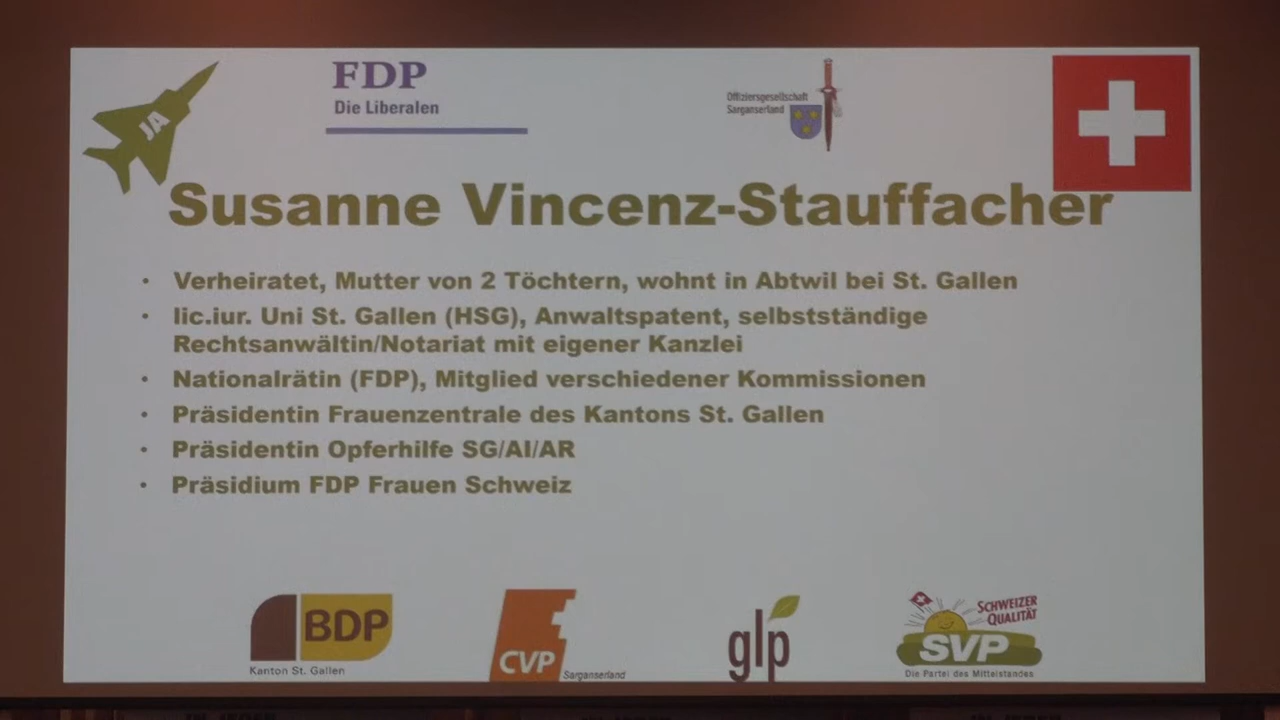 JA
FDP
Die Liberalen
Offiziersgesellschaft
Sarganserland
Susanne Vincenz-Stauffacher
• Verheiratet, Mutter von 2 Töchtern, wohnt in Abtwil bei St. Gallen
• lic.iur. Uni St. Gallen (HSG), Anwaltspatent, selbstständige
Rechtsanwältin/Notariat mit eigener Kanzlei
• Nationalrätin (FDP), Mitglied verschiedener Kommissionen
• Präsidentin Frauenzentrale des Kantons St. Gallen
• Präsidentin Opferhilfe SG/AI/AR
• Präsidium FDP Frauen Schweiz
BDP
Kanton St. Gallen
CVP
Sarganserland
glp
SCHWEIZER
QUALITÄT
SVP
Die Partei des Mittelstandes